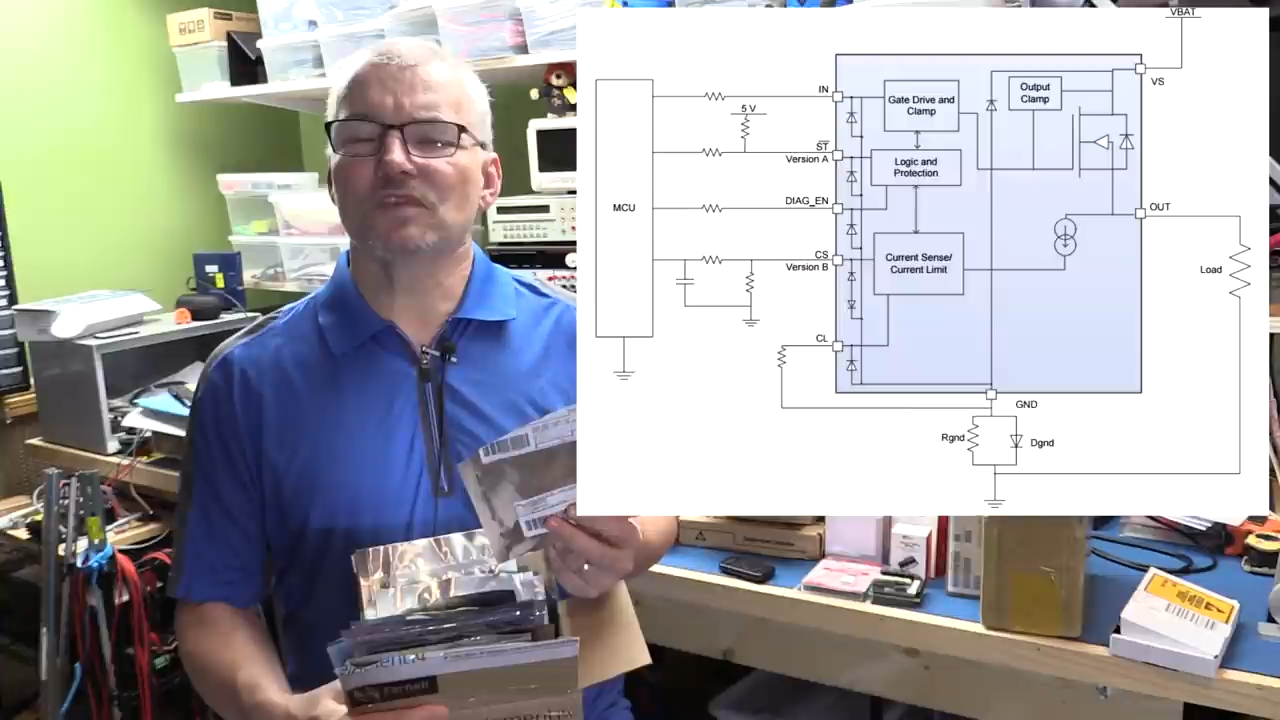 VBAT
VS
IN
Gate Drive and
Clamp
Output
Clamp
5 V
ST
Version A
Logic and
Protection
MCU
DIAG_EN
OUT
CS
Version B
Current Sense/
Current Limit
Load
CL
GND
Rgnd
Dgnd
Farnell